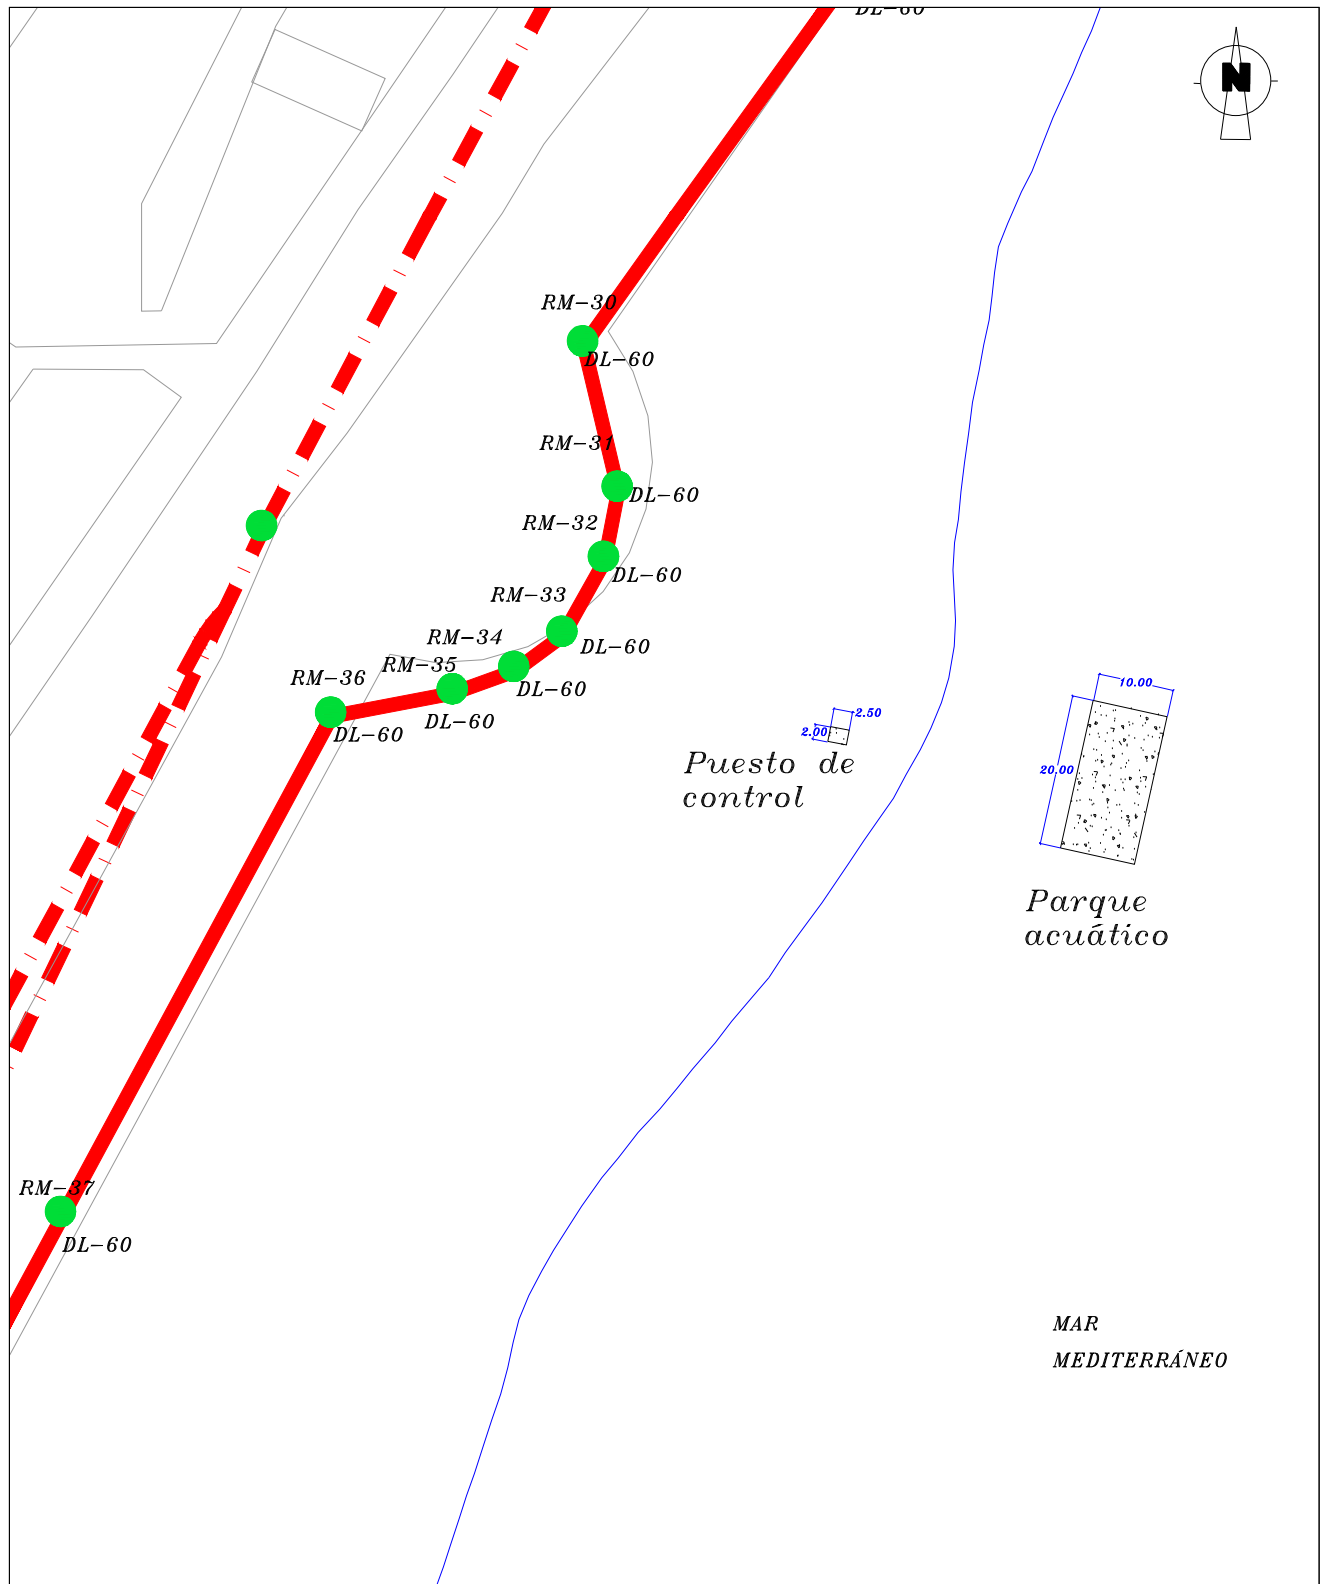 DL-60
N
RM-30
DL-60
RM-31
DL-60
RM-32
DL-60
RM-33
DL-60
RM-34
DL-60
RM-35
DL-60
RM-36
DL-60
10.00
20.00
2.50
2.00
Puesto de
control
Parque
acuático
RM-37
DL-60
MAR
MEDITERRÁNEO